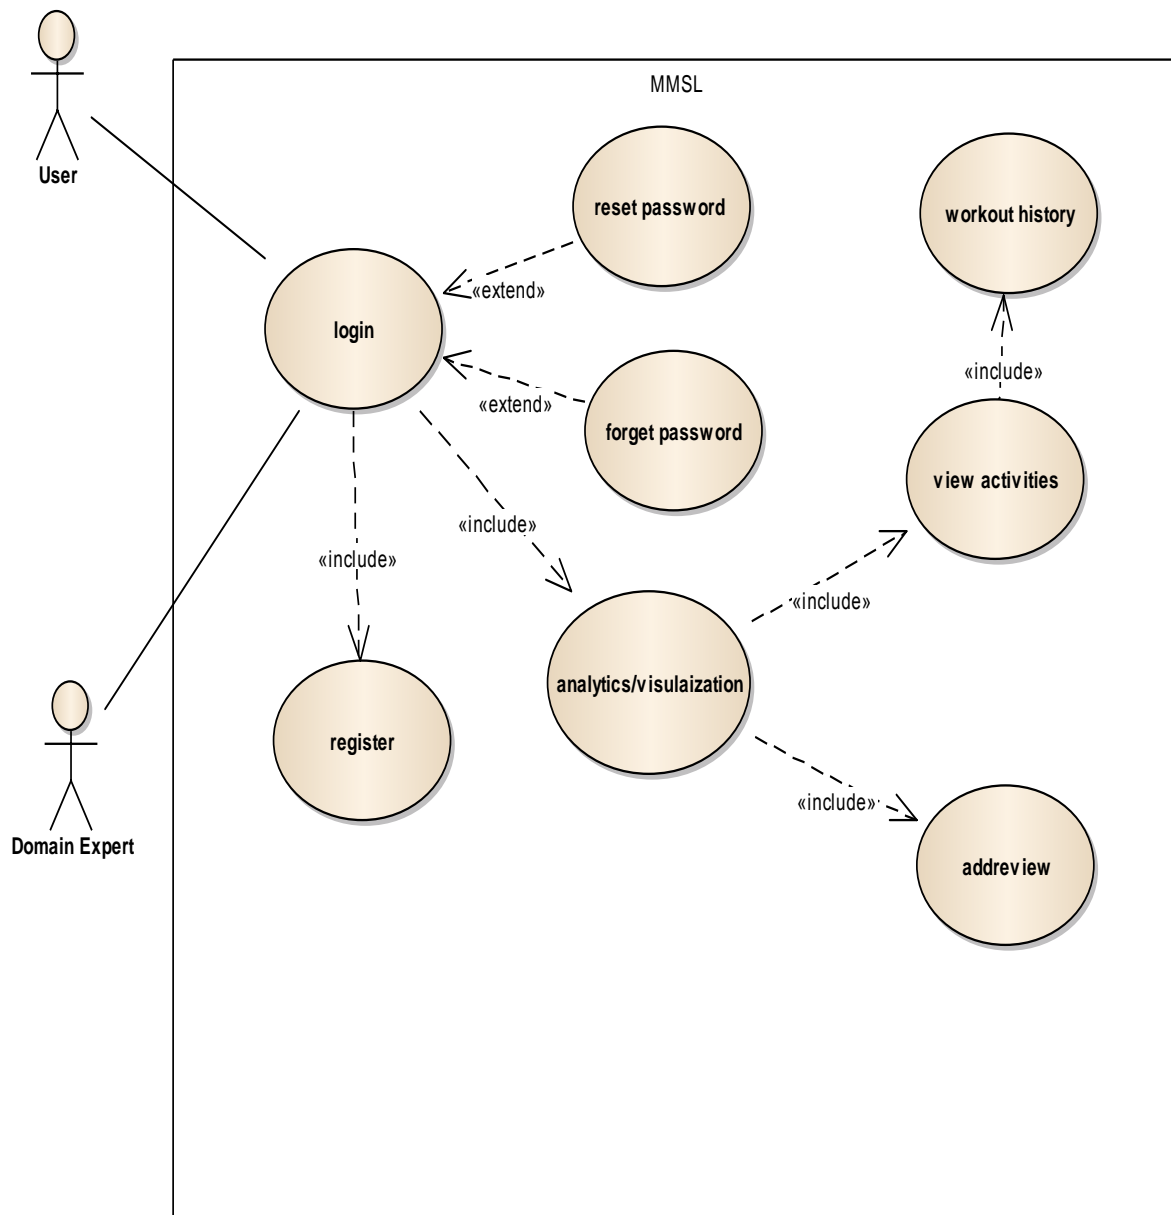 MMSL
User
reset password
workout history
«extend»
login
«include»
«extend»
forget password
view activities
«include»
«include»
«include»
analytics/visulaization
register
«include»
Domain Expert
addreview